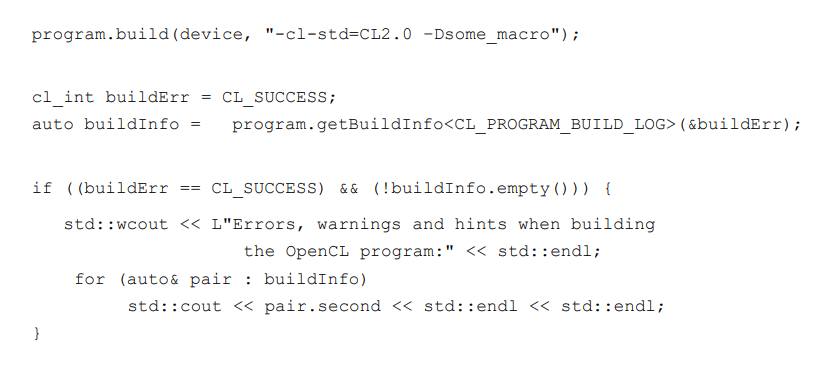 program.build(device, "-cl-std=CL2.0 –Dsome_macro");
cl_int buildErr = CL_SUCCESS;
auto buildInfo =   program.getBuildInfo<CL_PROGRAM_BUILD_LOG>(&buildErr);
if ((buildErr == CL_SUCCESS) && (!buildInfo.empty())) {
   std::wcout << L"Errors, warnings and hints when building
                    the OpenCL program:" << std::endl;
    for (auto& pair : buildInfo)
         std::cout << pair.second << std::endl << std::endl;
}